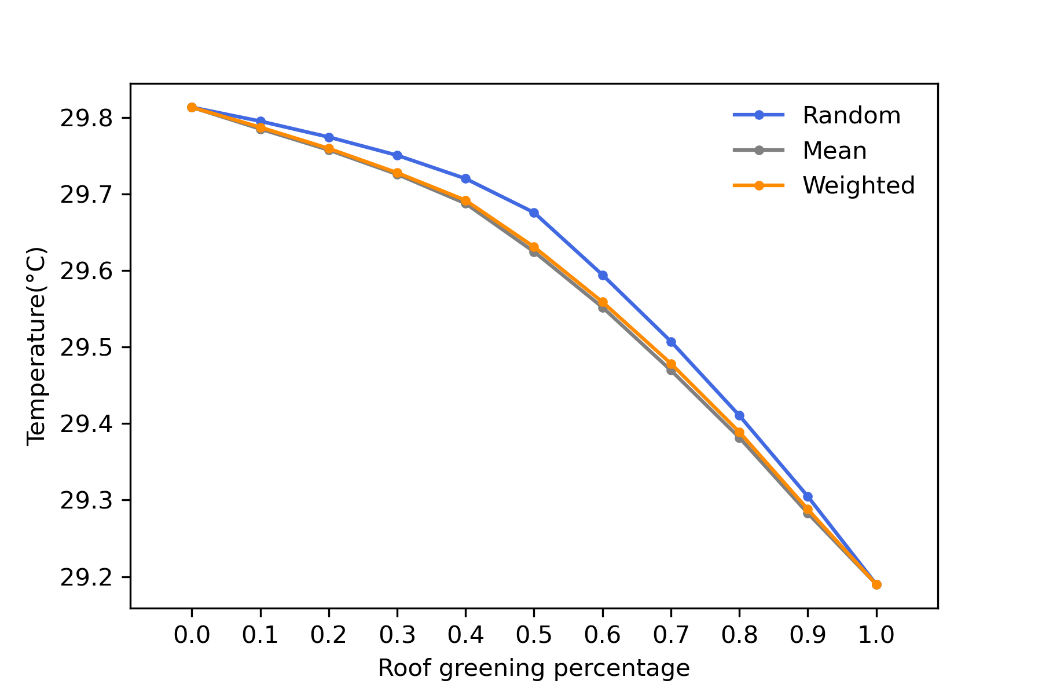 Random
Mean
Weighted
Temperature(°C)
29.8
29.7
29.6
29.5
29.4
29.3
29.2
0.0 0.1 0.2 0.3 0.4 0.5 0.6 0.7 0.8 0.9 1.0
Roof greening percentage